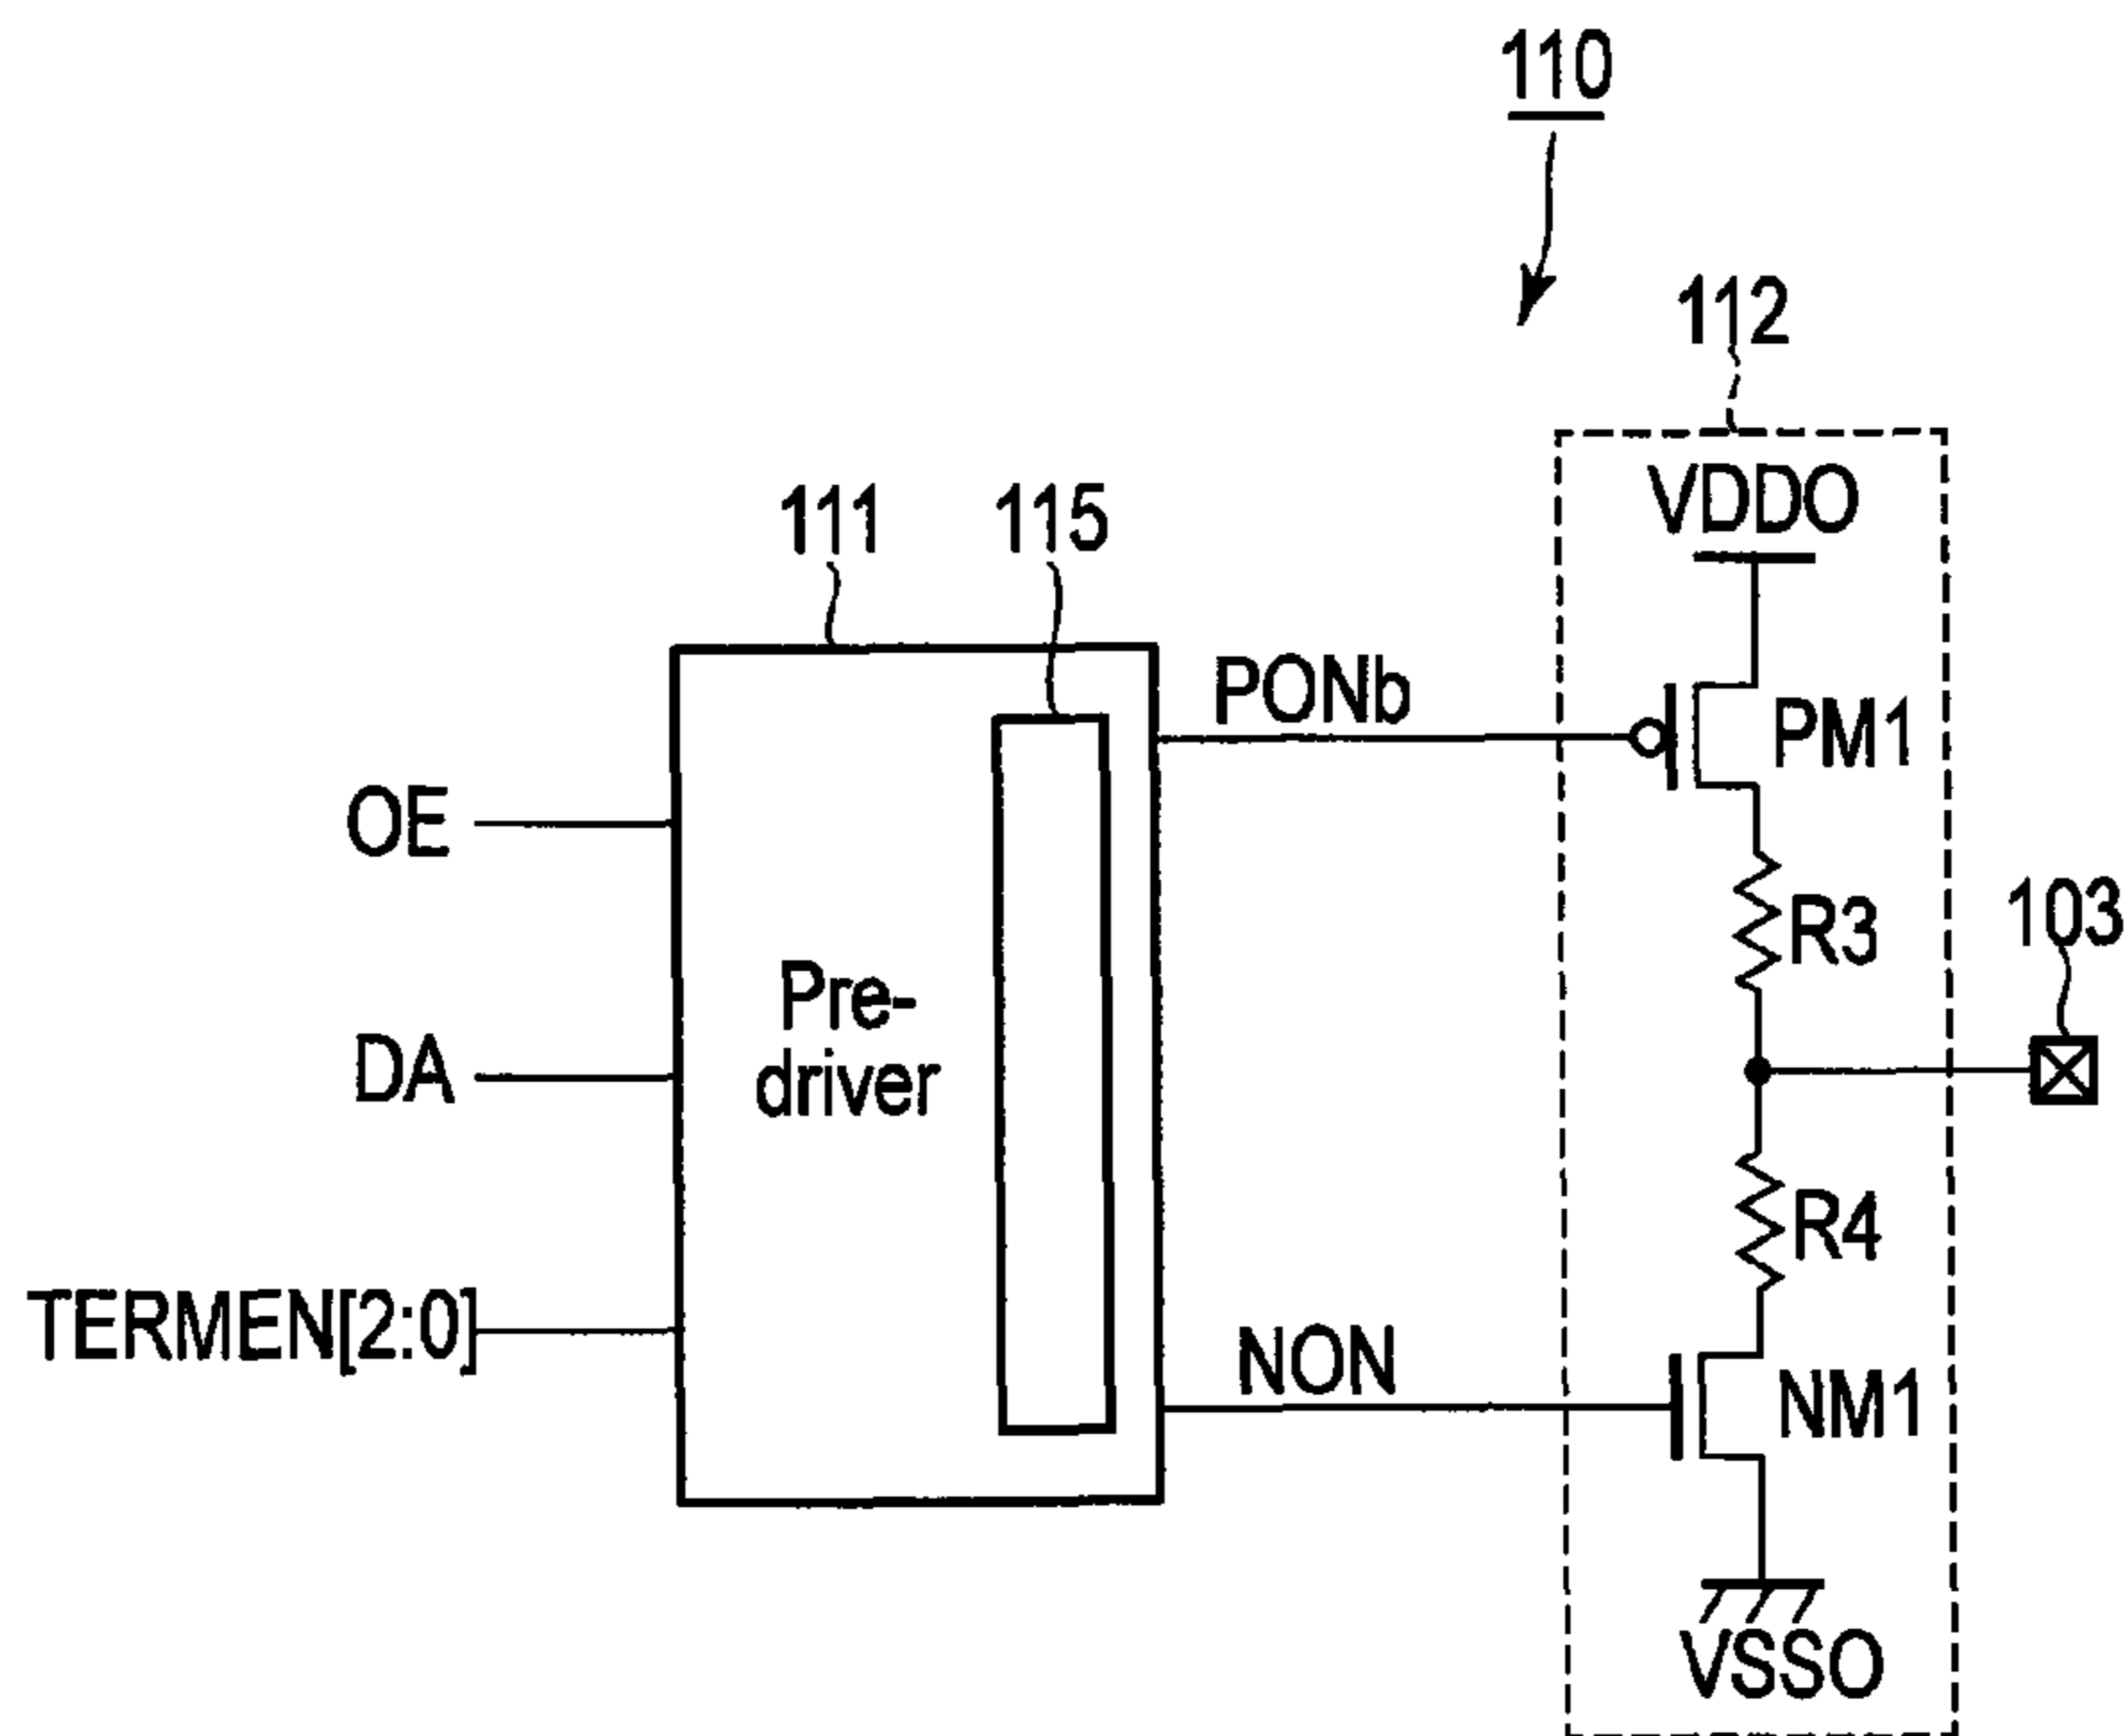 110
112
VDDO
111
115
PONb
PM1
OE
R3
103
Pre-
driver
DA
R4
TERMEN[2:0]
NON
NM1
VSSO